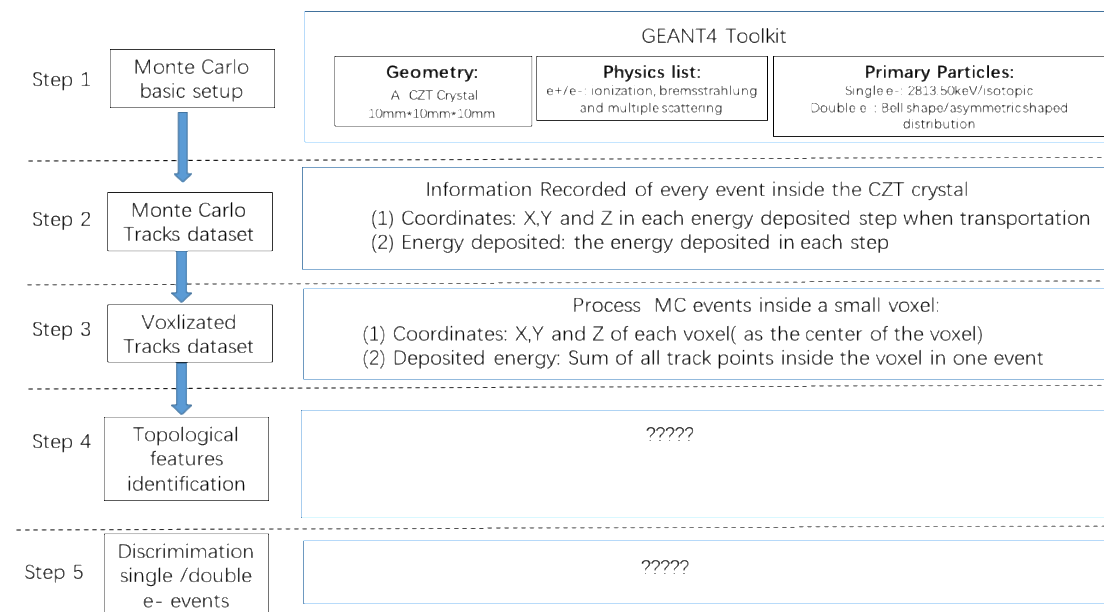 GEANT4 Toolkit
Step 1
Monte Carlo
basic setup
Geometry:
A CZT Crystal
10mm*10mm*10mm
Physics list:
e+/e-: ionization, bremsstrahlung
and multiple scattering
Primary Particles:
Single e-: 2813.50keV/isotopic
Double e : Bell shape/asymmetric shaped
distribution
Step 2
Monte Carlo
Tracks dataset
Information Recorded of every event inside the CZT crystal
(1) Coordinates: X,Y and Z in each energy deposited step when transportation
(2) Energy deposited: the energy deposited in each step
Step 3
Voxlizated
Tracks dataset
Process MC events inside a small voxel:
(1) Coordinates: X,Y and Z of each voxel( as the center of the voxel)
(2) Deposited energy: Sum of all track points inside the voxel in one event
Step 4
Topological
features
identification
?????
Step 5
Discrimimation
single /double
e- events
?????